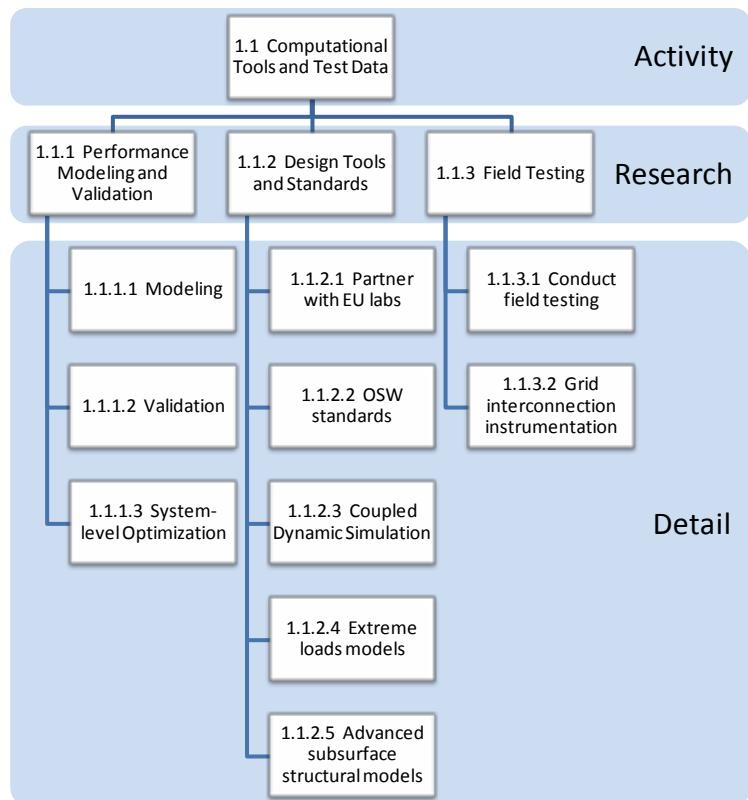 1.1 Computational
Tools and Test Data
Activity
1.1.1 Performance
Modeling and
Validation
1.1.2 Design Tools
and Standards
1.1.3 Field Testing
Research
1.1.1.1 Modeling
1.1.2.1 Partner
with EU labs
1.1.3.1 Conduct
field testing
1.1.1.2 Validation
1.1.2.2 OSW
standards
1.1.3.2 Grid
interconnection
instrumentation
1.1.1.3 System-
level Optimization
1.1.2.3 Coupled
Dynamic Simulation
Detail
1.1.2.4 Extreme
loads models
1.1.2.5 Advanced
subsurface
structural models